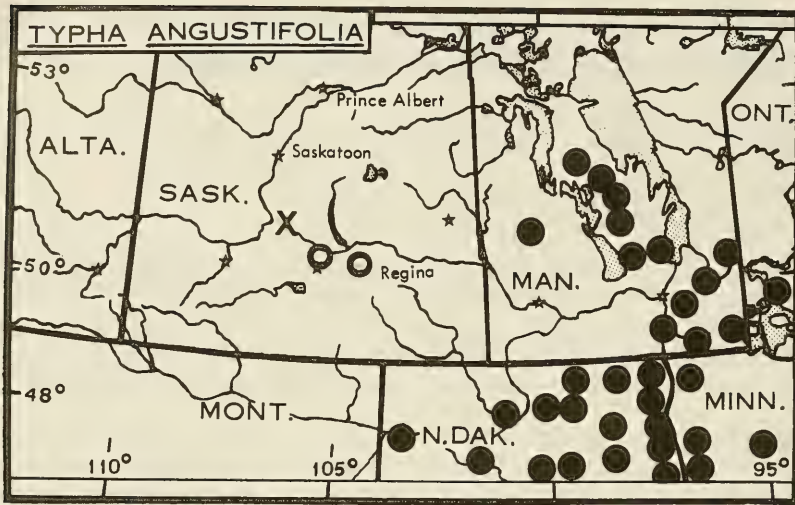 TYPHA ANGUSTIFOLIA
53°
Prince Albert
ONT.
ALTA.
Saskatoon
SASK.
X
50°
Regina
MAN.
48°
MONT.
N.DAK.
MINN.
110°
105°
95°